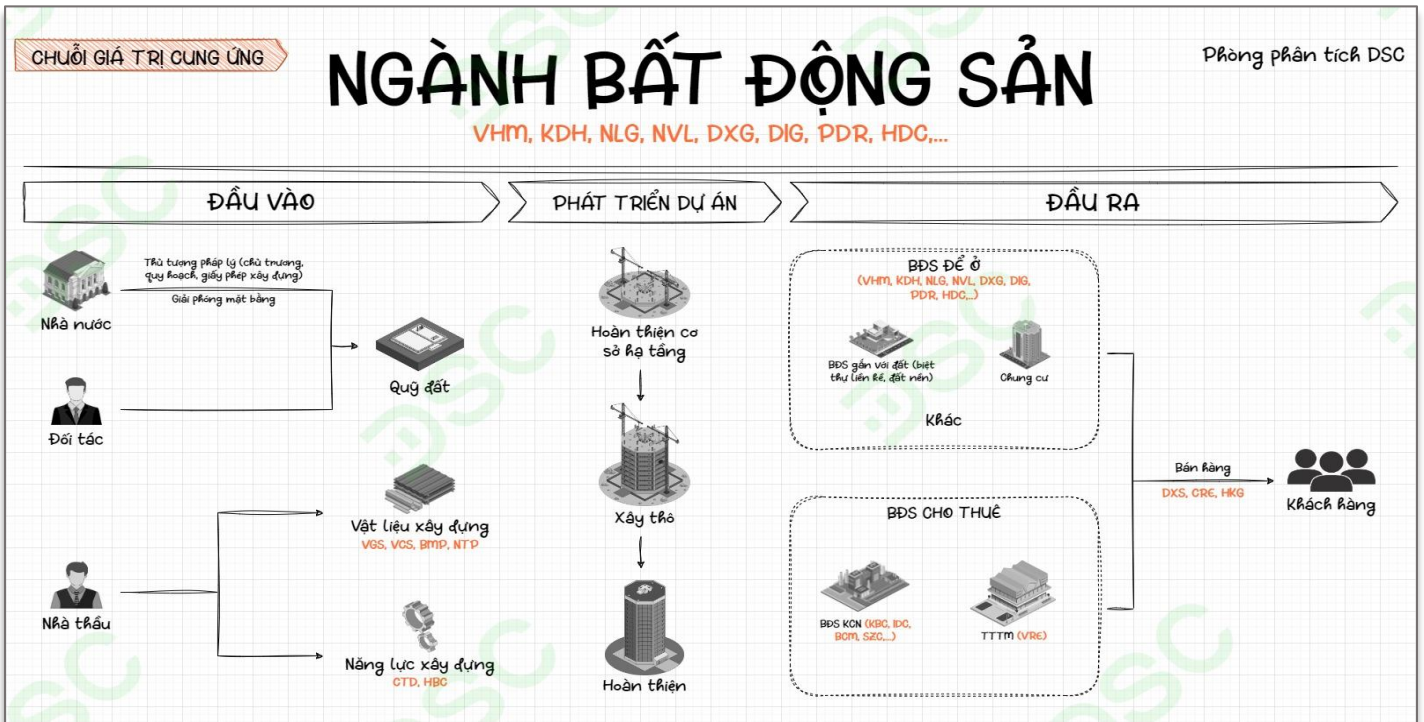 CHUỖI GIÁ TRỊ CUNG ỨNG
NGÀNH BẤT ĐỘNG SẢN
Phòng phân tích DSC
VHM, KDH, NLG, NVL, DXG, DIG, PDR, HDC,...
ĐẦU VÀO
PHÁT TRIỂN DỰ ÁN
ĐẦU RA
Thủ tượng pháp lý (chủ trương,
quy hoạch, giấy phép xây dựng)
Giải phóng mặt bằng
Nhà nước
Đối tác
Quỹ đất
Nhà thầu
Vật liệu xây dựng
VGS, VCS, BMP, NTP
Năng lực xây dựng
CTD, HBC
Hoàn thiện cơ
sở hạ tầng
Xây thô
Hoàn thiện
BĐS ĐỂ Ở
(VHM, KDH, NLG, NVL, DXG, DIG,
PDR, HDC,..)
BĐS gắn với đất (biệt
thự liền kề, đất nền)
Chung cư
Khác
BĐS CHO THUÊ
BĐS KCN (KBC, IDC,
BCM, SZC,...)
TTTM (VRE)
Bán hàng
DXS, CRE, HKG
Khách hàng
DSC
DSC
DSC
DSC
DSC